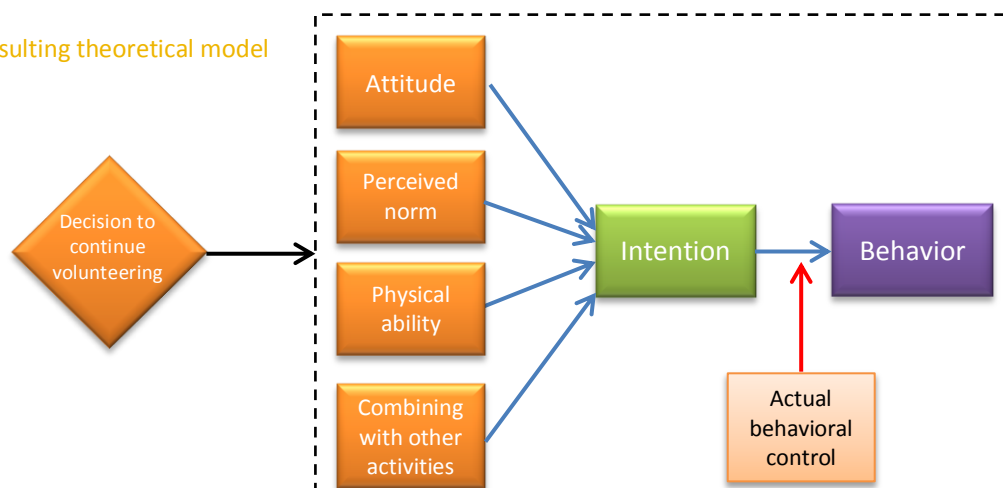 sulting theoretical model
Attitude
Perceived
norm
Decision to
continue
volunteering
Physical
ability
Combining
with other
activities
Intention
Behavior
Actual
behavioral
control